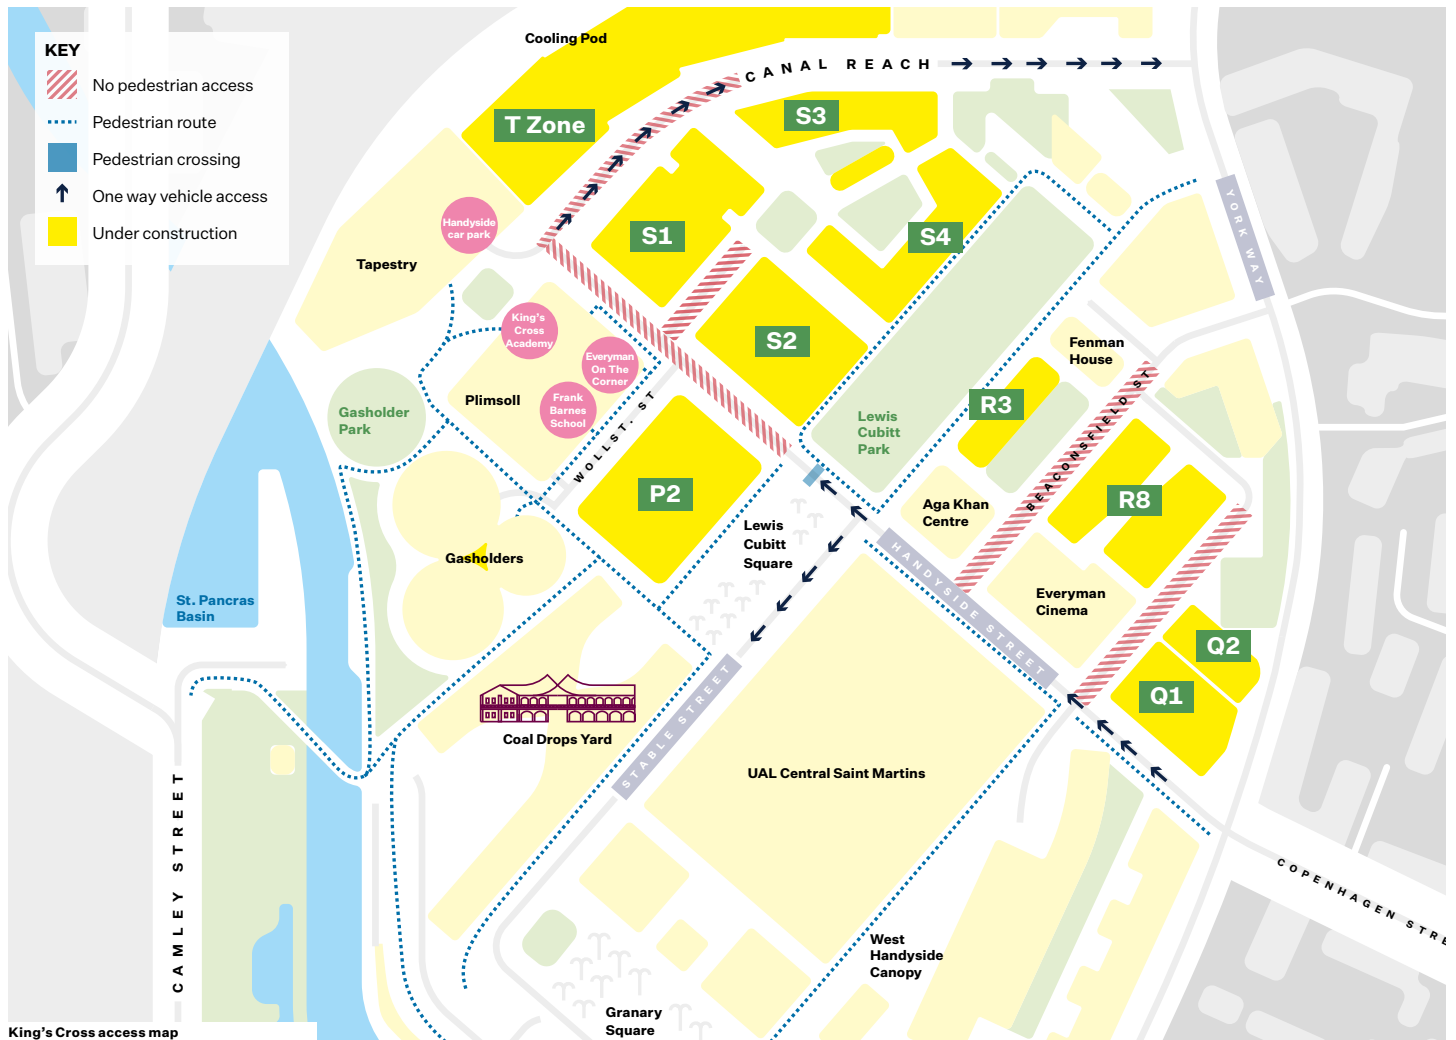 KEY
No pedestrian access
Pedestrian route
Pedestrian crossing
One way vehicle access
Under construction
Cooling Pod
CANAL REACH
T Zone
S3
Handyside
car park
S1
S4
YORK WAY
Tapestry
King's
Cross
Academy
Everyman
On The
Corner
Frank
Barnes
School
S2
Fenman
House
Plimsoll
Gasholder
Park
WOLLST. ST
Lewis
Cubitt
Park
R3
BEACONSFIELD ST
P2
R8
Aga Khan
Centre
Lewis
Cubitt
Square
Gasholders
HANDYSIDE STREET
Everyman
Cinema
St. Pancras
Basin
Q2
Q1
STABLE STREET
Coal Drops Yard
UAL Central Saint Martins
CAMLEY STREET
COPENHAGEN STRE
West
Handyside
Canopy
Granary
Square
King's Cross access map